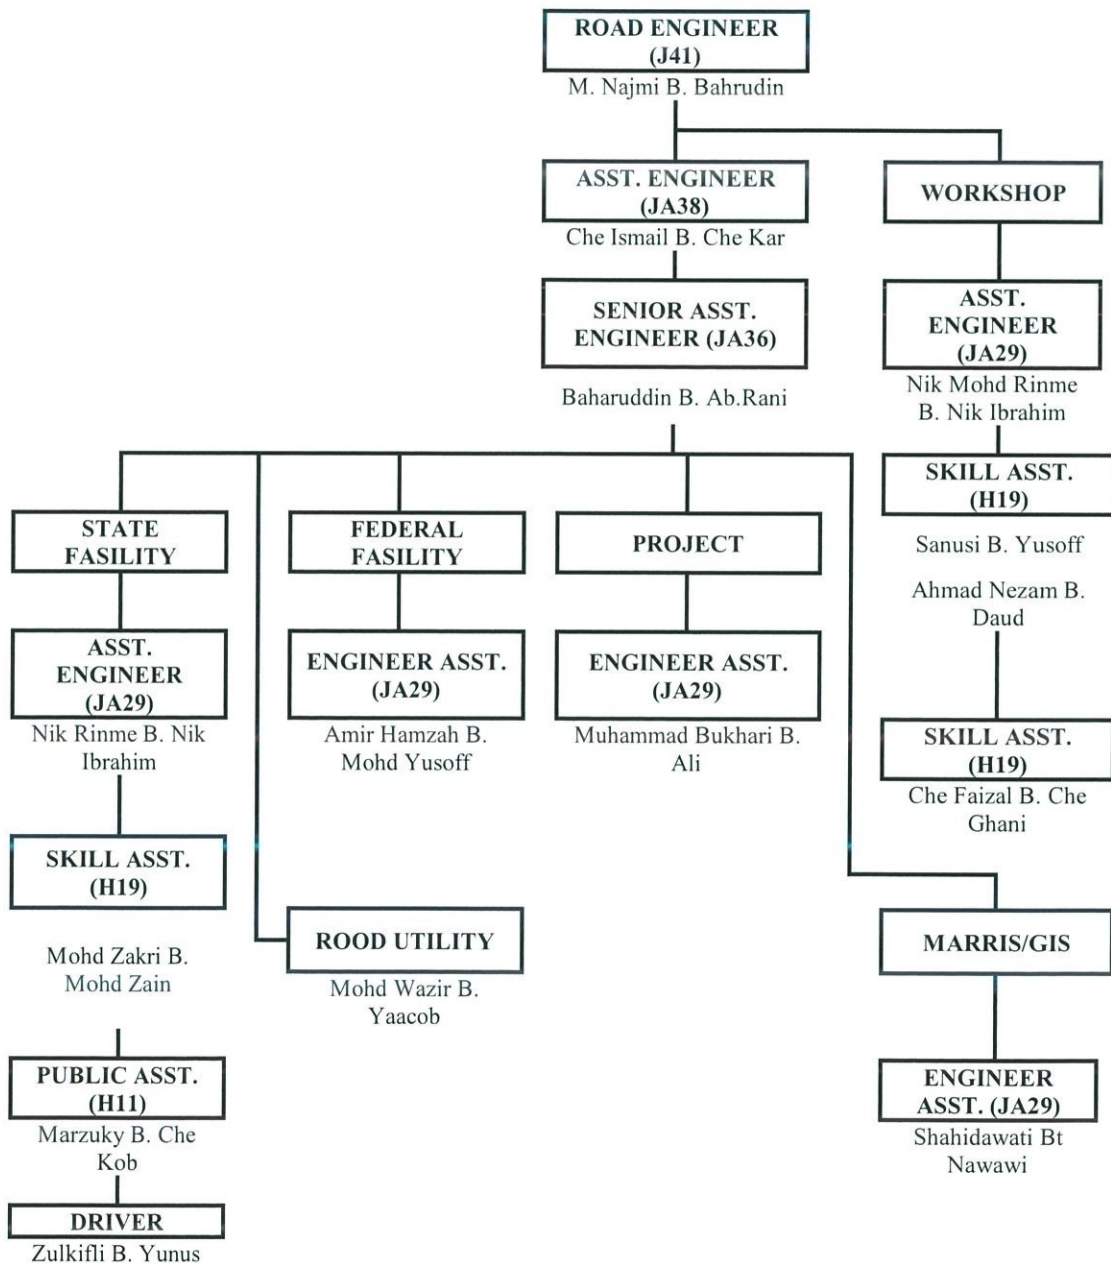 ROAD ENGINEER
(J41)
M. Najmi B. Bahrudin
ASST. ENGINEER
(JA38)
Che Ismail B. Che Kar
WORKSHOP
SENIOR ASST.
ENGINEER (JA36)
Baharuddin B. Ab.Rani
ASST.
ENGINEER
(JA29)
Nik Mohd Rinme
B. Nik Ibrahim
SKILL ASST.
(H19)
Sanusi B. Yusoff
Ahmad Nezam B.
Daud
SKILL ASST.
(H19)
Che Faizal B. Che
Ghani
STATE
FASILITY
ASST.
ENGINEER
(JA29)
Nik Rinme B. Nik
Ibrahim
SKILL ASST.
(H19)
Mohd Zakri B.
Mohd Zain
PUBLIC ASST.
(H11)
Marzuky B. Che
Kob
DRIVER
Zulkifli B. Yunus
FEDERAL
FASILITY
ENGINEER ASST.
(JA29)
Amir Hamzah B.
Mohd Yusoff
ROOD UTILITY
Mohd Wazir B.
Yaacob
PROJECT
ENGINEER ASST.
(JA29)
Muhammad Bukhari B.
Ali
MARRIS/GIS
ENGINEER
ASST. (JA29)
Shahidawati Bt
Nawawi